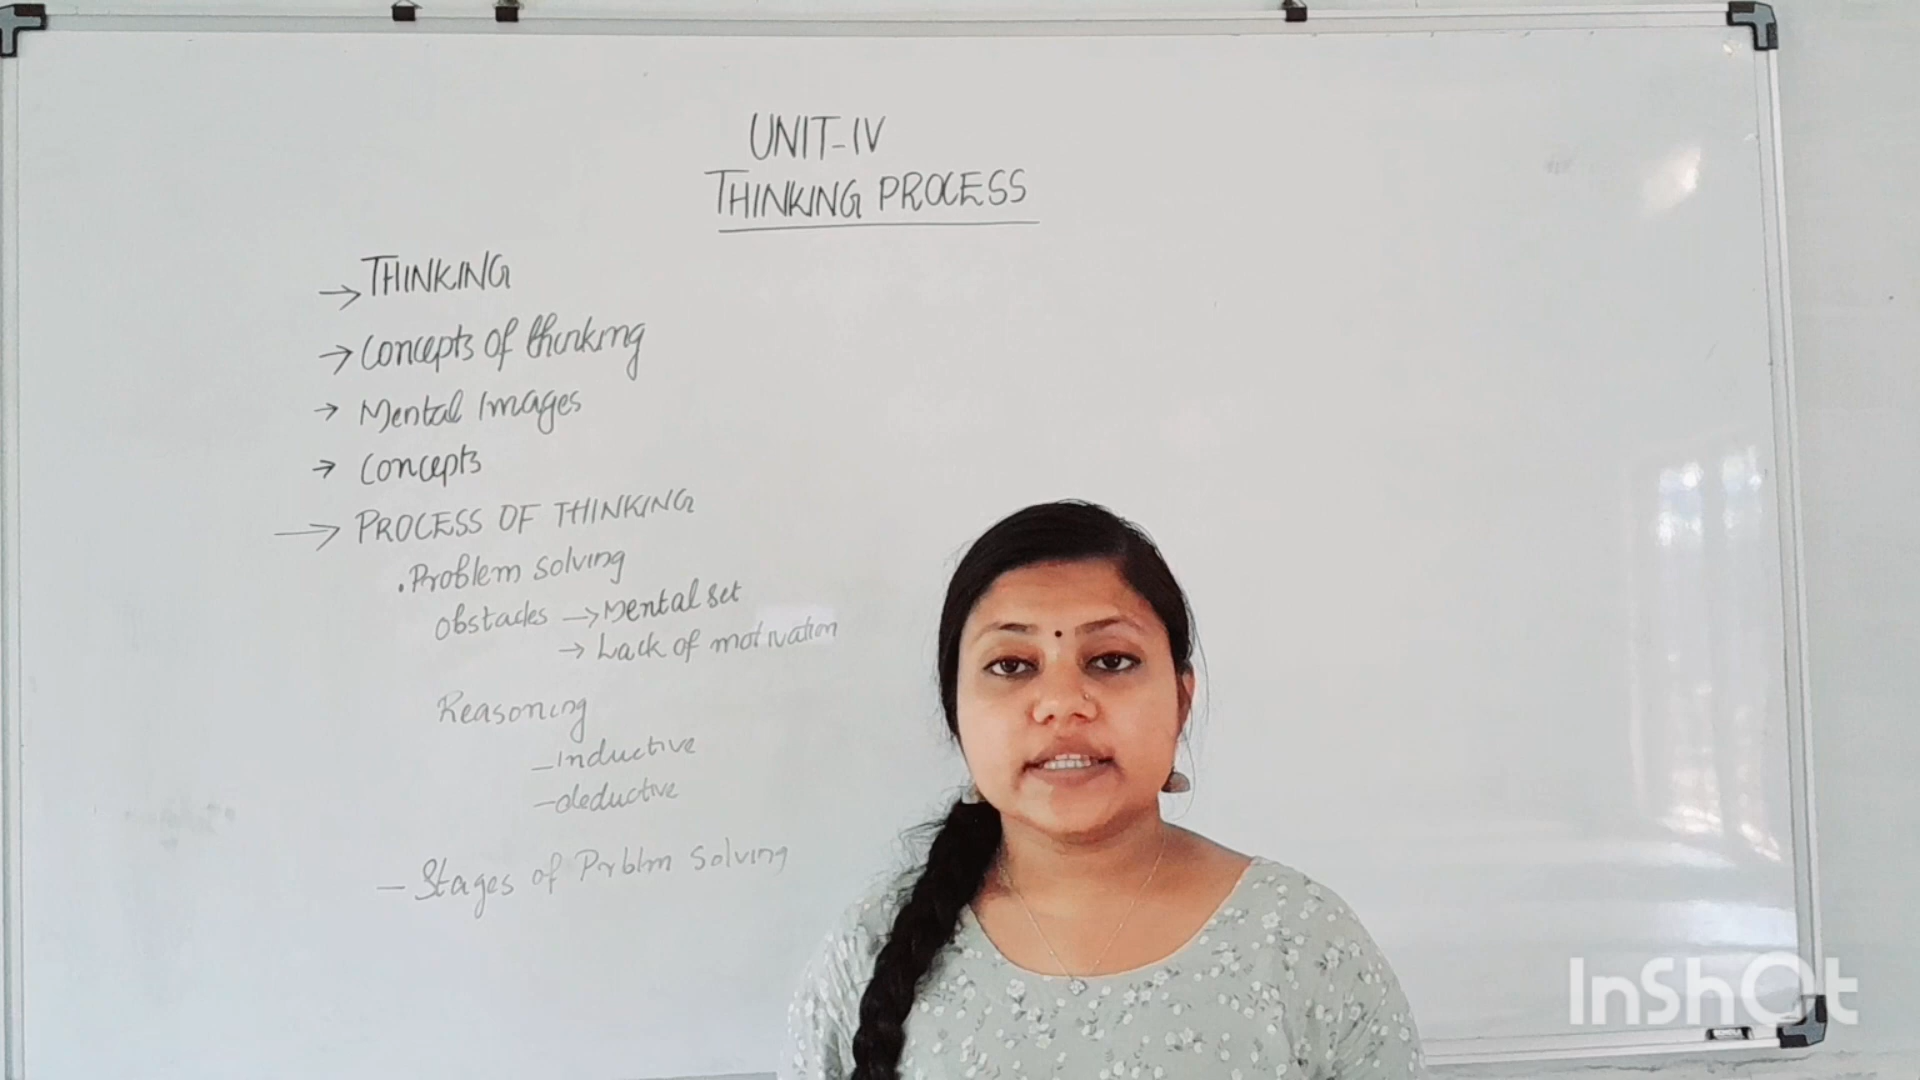 UNIT-IV
THINKING PROCESS
→ THINKING
→ Concepts of thinking
→ Mental Images
→ Concepts
→ PROCESS OF THINKING
. Problem solving
Obstacles → Mental set
→ Lack of motivation
Reasoning
- Inductive
- deductive
- Stages of Prblm Solving
InShOt